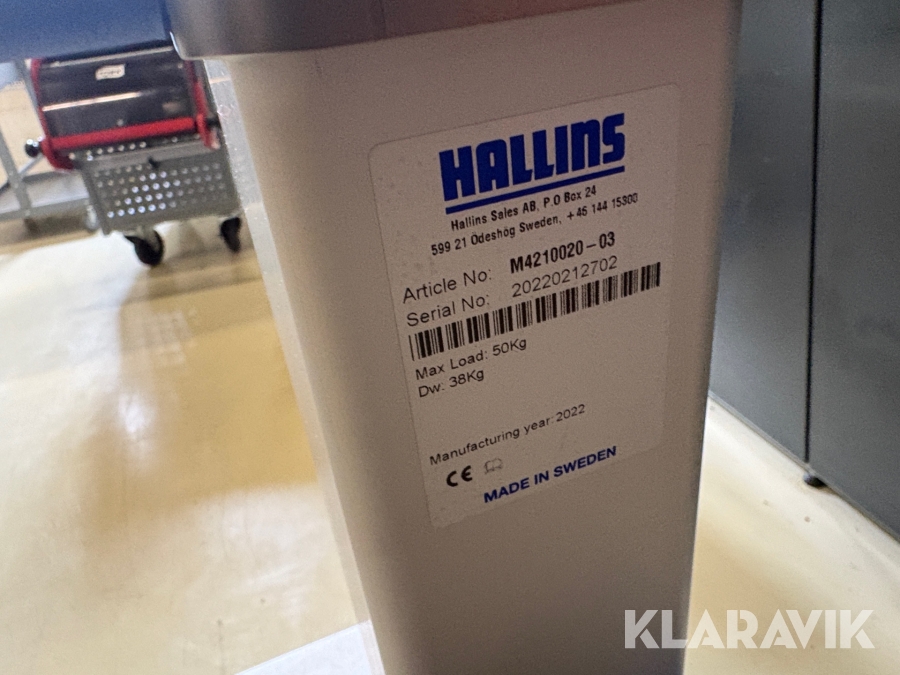 HALLINS
Hallins Sales AB, P.O Box 24
599 21 Ödeshög Sweden, +46 144 15300
Article No: M4210020-03
Serial No: 20220212702
Max Load: 50Kg
Dw: 38Kg
Manufacturing year: 2022
CE
MADE IN SWEDEN
KLARAVIK